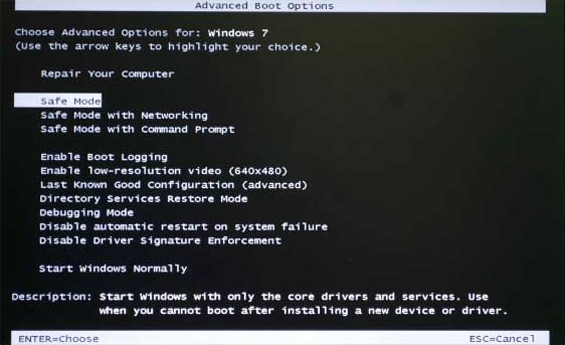 Advanced Boot Options
Choose Advanced Options for: Windows 7
(Use the arrow keys to highlight your choice.)
Repair Your Computer
Safe Mode
Safe Mode with Networking
Safe Mode with Command Prompt
Enable Boot Logging
Enable low-resolution video (640x480)
Last Known Good Configuration (advanced)
Directory Services Restore Mode
Debugging Mode
Disable automatic restart on system failure
Disable Driver Signature Enforcement
Start Windows Normally
Description: Start Windows with only the core drivers and services. Use
when you cannot boot after installing a new device or driver.
ENTER=Choose ESC=Cancel